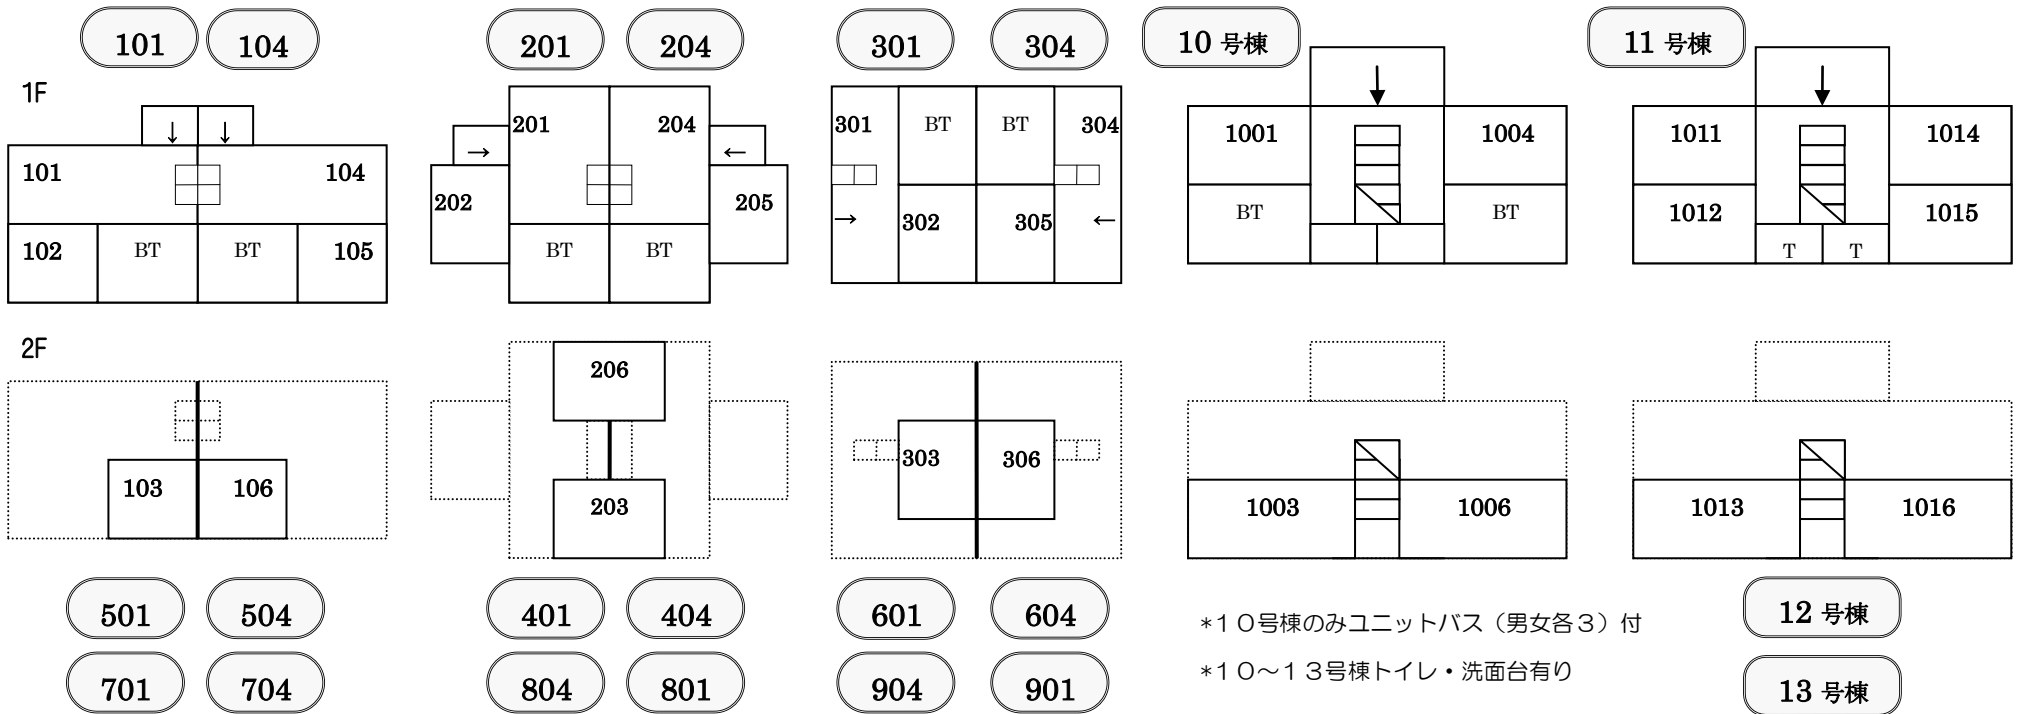 101 104 201 204 301 304 10 号棟 11 号棟
1F
101 104
102 BT BT 105
201 204
202 205
BT BT
301 BT BT 304
302 305
1001 1004
BT BT
1011 1014
1012 1015
T T
2F
103 106
206
203
303 306
1003 1006
1013 1016
501 504 401 404 601 604 12 号棟
701 704 804 801 904 901 13 号棟
*１０号棟のみユニットバス（男女各３）付
*１０～１３号棟トイレ・洗面台有り